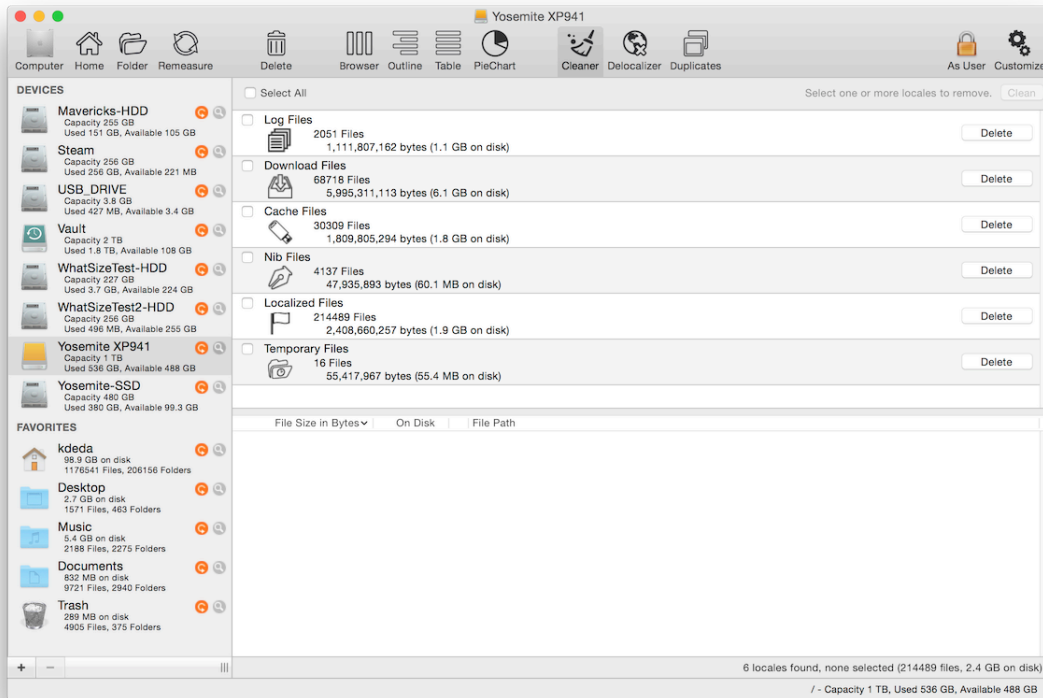 Yosemite XP941
Computer Home Folder Remeasure Delete Browser Outline Table PieChart Cleaner Delocalizer Duplicates As User Customize
DEVICES
Mavericks-HDD
Capacity 255 GB
Used 151 GB, Available 105 GB
Steam
Capacity 256 GB
Used 256 GB, Available 221 MB
USB_DRIVE
Capacity 3.8 GB
Used 427 MB, Available 3.4 GB
Vault
Capacity 2 TB
Used 1.8 TB, Available 108 GB
WhatSizeTest-HDD
Capacity 227 GB
Used 3.7 GB, Available 224 GB
WhatSizeTest2-HDD
Capacity 256 GB
Used 496 MB, Available 255 GB
Yosemite XP941
Capacity 1 TB
Used 536 GB, Available 488 GB
Yosemite-SSD
Capacity 480 GB
Used 380 GB, Available 99.3 GB
FAVORITES
kdeda
98.9 GB on disk
1176541 Files, 206156 Folders
Desktop
2.7 GB on disk
1571 Files, 463 Folders
Music
5.4 GB on disk
2188 Files, 2275 Folders
Documents
832 MB on disk
9721 Files, 2940 Folders
Trash
289 MB on disk
4905 Files, 375 Folders
+ −
Select All Select one or more locales to remove. Clean
Log Files
2051 Files
1,111,807,162 bytes (1.1 GB on disk)
Delete
Download Files
68718 Files
5,995,311,113 bytes (6.1 GB on disk)
Delete
Cache Files
30309 Files
1,809,805,294 bytes (1.8 GB on disk)
Delete
Nib Files
4137 Files
47,935,893 bytes (60.1 MB on disk)
Delete
Localized Files
214489 Files
2,408,660,257 bytes (1.9 GB on disk)
Delete
Temporary Files
16 Files
55,417,967 bytes (55.4 MB on disk)
Delete
File Size in Bytes On Disk File Path
6 locales found, none selected (214489 files, 2.4 GB on disk)
/ - Capacity 1 TB, Used 536 GB, Available 488 GB